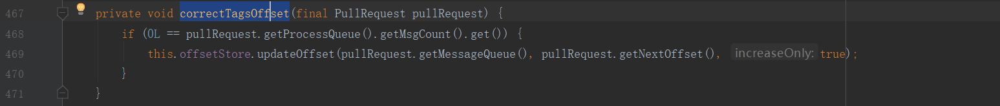 467 private void correctTagsOffset(final PullRequest pullRequest) {
468 if (0L == pullRequest.getProcessQueue().getMsgCount().get()) {
469 this.offsetStore.updateOffset(pullRequest.getMessageQueue(), pullRequest.getNextOffset(), increaseOnly: true);
470 }
471 }